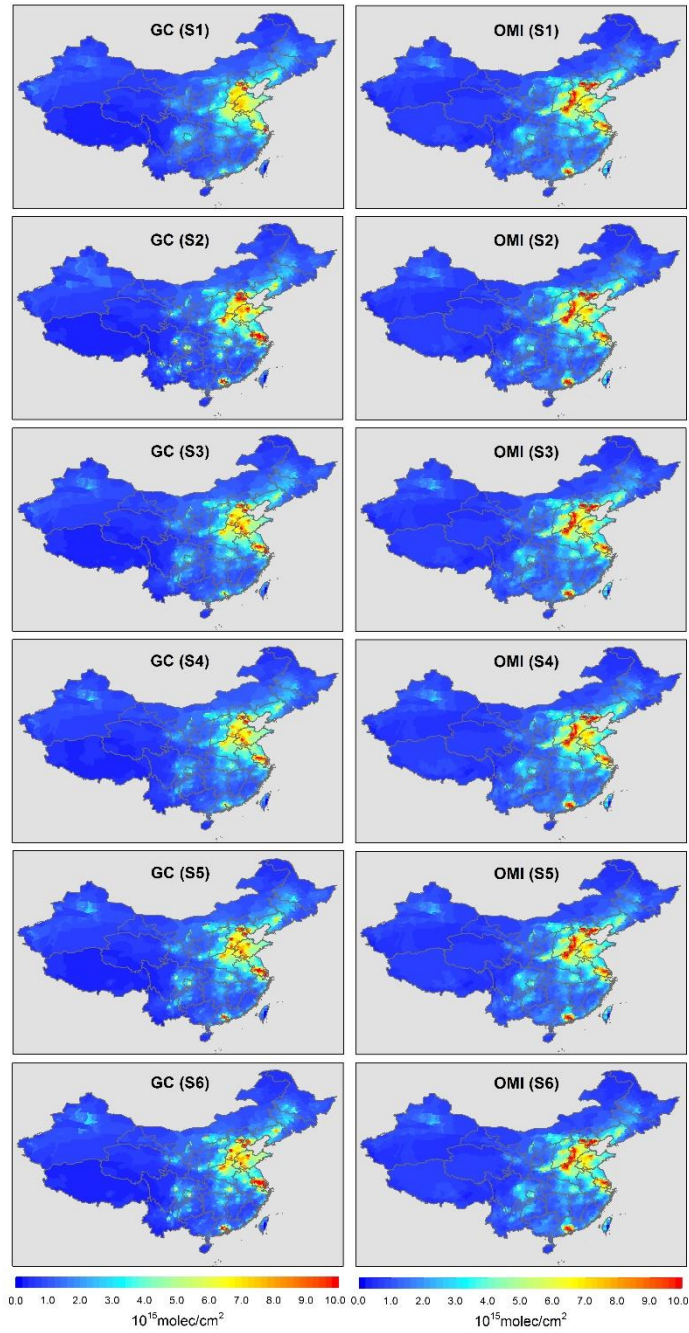 GC (S1)
OMI (S1)
GC (S2)
OMI (S2)
GC (S3)
OMI (S3)
GC (S4)
OMI (S4)
GC (S5)
OMI (S5)
GC (S6)
OMI (S6)
0.0 1.0 2.0 3.0 4.0 5.0 6.0 7.0 8.0 9.0 10.0
10¹⁵molec/cm²
0.0 1.0 2.0 3.0 4.0 5.0 6.0 7.0 8.0 9.0 10.0
10¹⁵molec/cm²